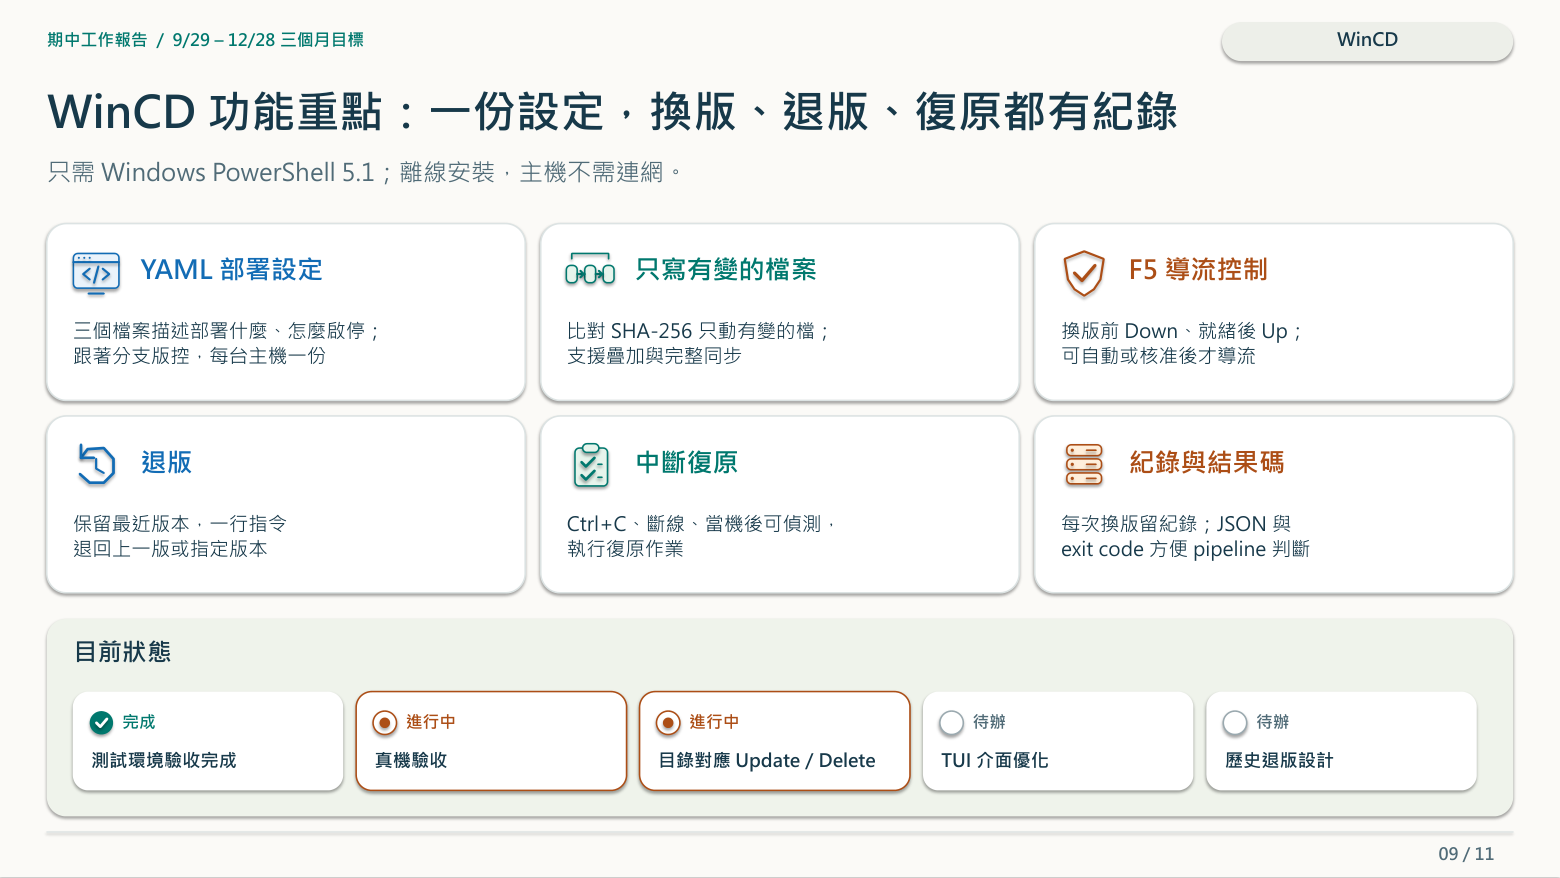 期中工作報告 / 9/29 – 12/28 三個月目標
WinCD
WinCD 功能重點：一份設定，換版、退版、復原都有紀錄
只需 Windows PowerShell 5.1；離線安裝，主機不需連網。
YAML 部署設定
三個檔案描述部署什麼、怎麼啟停；
跟著分支版控，每台主機一份
只寫有變的檔案
比對 SHA-256 只動有變的檔；
支援疊加與完整同步
F5 導流控制
換版前 Down、就緒後 Up；
可自動或核准後才導流
退版
保留最近版本，一行指令
退回上一版或指定版本
中斷復原
Ctrl+C、斷線、當機後可偵測，
執行復原作業
紀錄與結果碼
每次換版留紀錄；JSON 與
exit code 方便 pipeline 判斷
目前狀態
完成
測試環境驗收完成
進行中
真機驗收
進行中
目錄對應 Update / Delete
待辦
TUI 介面優化
待辦
歷史退版設計
09 / 11